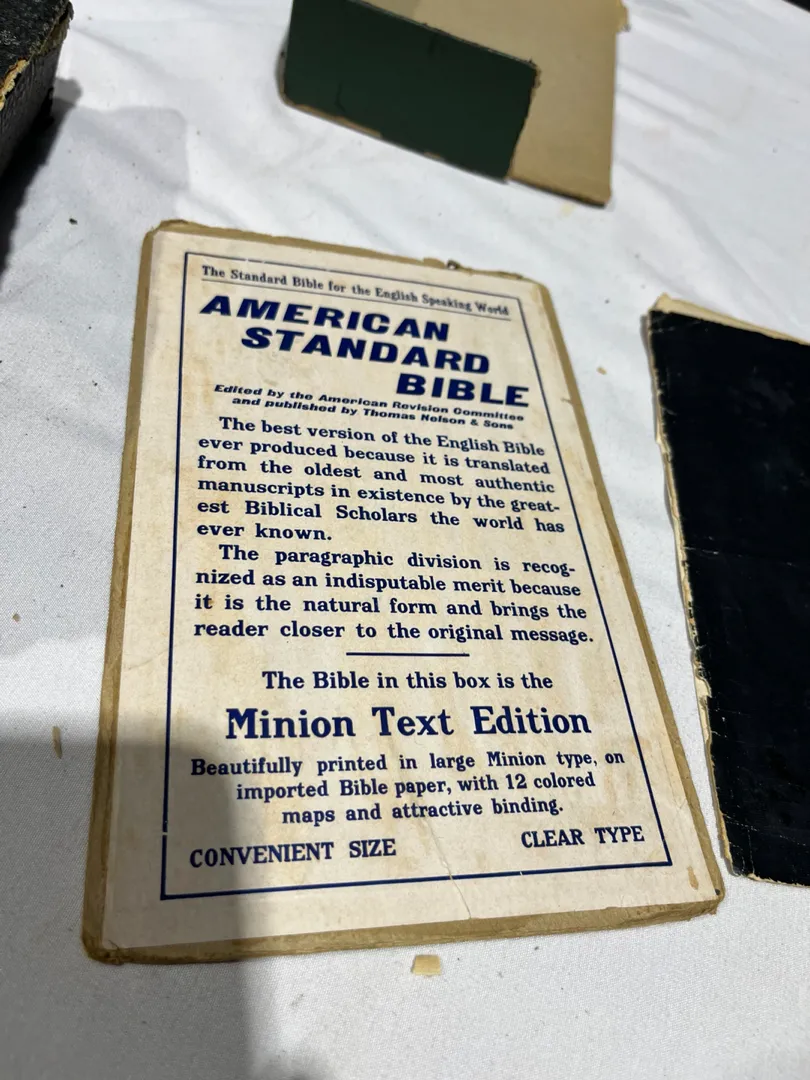 The Standard Bible for the English Speaking World
AMERICAN
STANDARD
BIBLE
Edited by the American Revision Committee
and published by Thomas Nelson & Sons
The best version of the English Bible
ever produced because it is translated
from the oldest and most authentic
manuscripts in existence by the great-
est Biblical Scholars the world has
ever known.
The paragraphic division is recog-
nized as an indisputable merit because
it is the natural form and brings the
reader closer to the original message.
The Bible in this box is the
Minion Text Edition
Beautifully printed in large Minion type, on
imported Bible paper, with 12 colored
maps and attractive binding.
CONVENIENT SIZE CLEAR TYPE